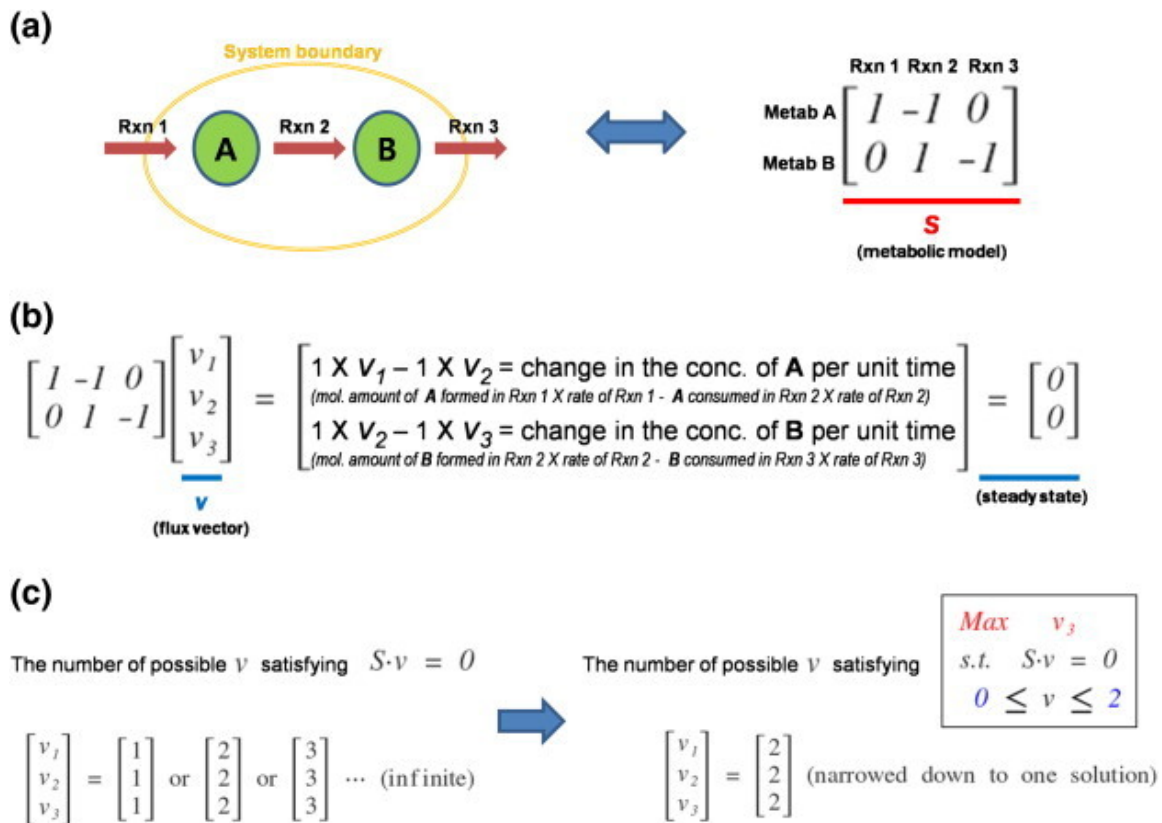 (a)
System boundary
Rxn 1 Rxn 2 Rxn 3
A B
Rxn 1 Rxn 2 Rxn 3
Metab A [1 -1 0]
Metab B [0 1 -1]
S
(metabolic model)
(b)
[1 -1 0] [v1] [1 X V1 – 1 X V2 = change in the conc. of A per unit time] [0]
(mol. amount of A formed in Rxn 1 X rate of Rxn 1 - A consumed in Rxn 2 X rate of Rxn 2)
[0 1 -1] [v2] = [1 X V2 – 1 X V3 = change in the conc. of B per unit time] = [0]
[v3] (mol. amount of B formed in Rxn 2 X rate of Rxn 2 - B consumed in Rxn 3 X rate of Rxn 3)
v
(flux vector)
(steady state)
(c)
The number of possible v satisfying S·v = 0
[v1] [1] [2] [3]
[v2] = [1] or [2] or [3] ··· (infinite)
[v3] [1] [2] [3]
The number of possible v satisfying
Max v3
s.t. S·v = 0
0 ≤ v ≤ 2
[v1] [2]
[v2] = [2] (narrowed down to one solution)
[v3] [2]